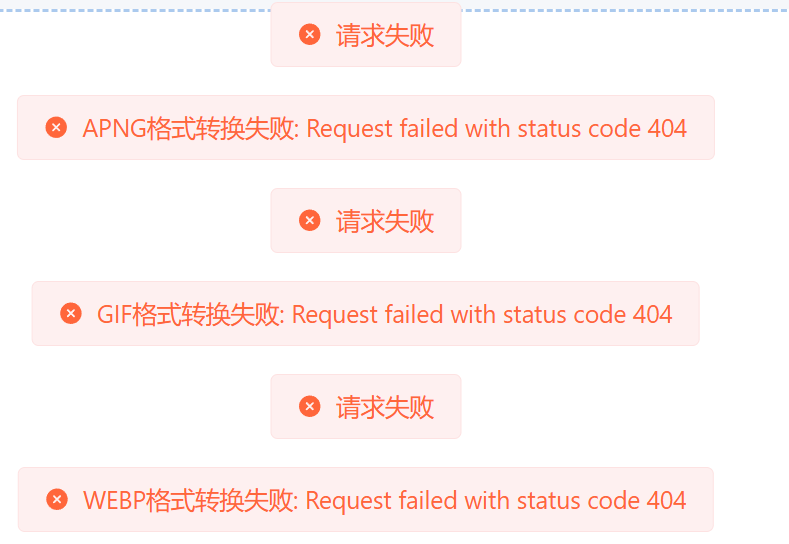 请求失败
APNG格式转换失败: Request failed with status code 404
请求失败
GIF格式转换失败: Request failed with status code 404
请求失败
WEBP格式转换失败: Request failed with status code 404